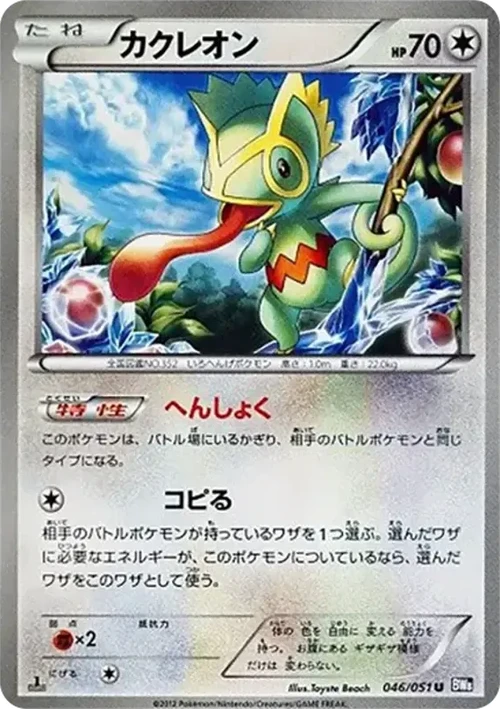 たね カクレオン HP70
全国図鑑NO.352 いろへんげポケモン 高さ:1.0m 重さ:22.0kg
特性 へんしょく
このポケモンは、バトル場にいるかぎり、相手のバトルポケモンと同じ
タイプになる。
コピる
相手のバトルポケモンが持っているワザを1つ選ぶ。選んだワザ
に必要なエネルギーが、このポケモンについているなら、選んだ
ワザをこのワザとして使う。
弱点 抵抗力
×2
にげる
体の 色を 自由に 変える 能力を
持つ。 お腹にある ギザギザ模様
だけは 変わらない。
Illus.Toyste Beach 046/051 U
©2012 Pokémon/Nintendo/Creatures/GAME FREAK.